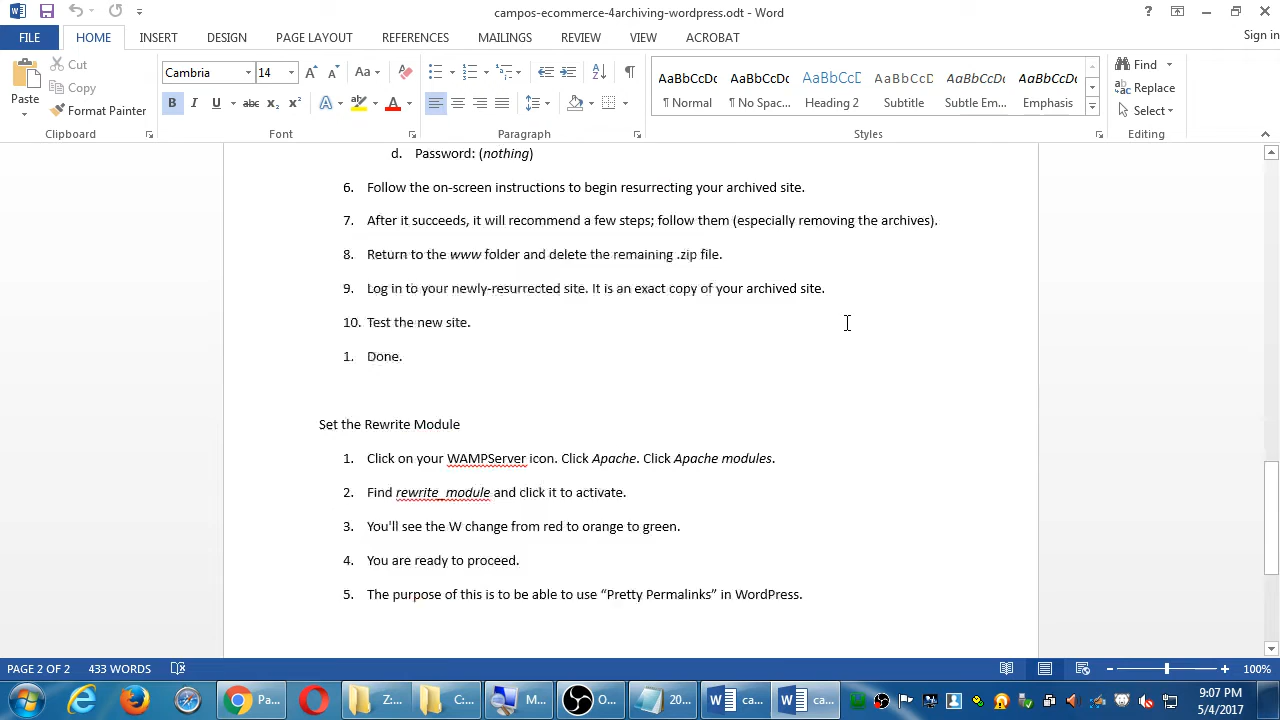 campos-ecommerce-4archiving-wordpress.odt - Word
FILE HOME INSERT DESIGN PAGE LAYOUT REFERENCES MAILINGS REVIEW VIEW ACROBAT Sign in
Paste
Cut
Copy
Format Painter
Clipboard
Cambria 14
Font
Paragraph
AaBbCcDc AaBbCcDc AaBbCcD AaBbCcDc AaBbCcDc AaBbCcDc
¶ Normal ¶ No Spac... Heading 2 Subtitle Subtle Em... Emphasis
Styles
Find
Replace
Select
Editing
d. Password: (nothing)
6. Follow the on-screen instructions to begin resurrecting your archived site.
7. After it succeeds, it will recommend a few steps; follow them (especially removing the archives).
8. Return to the www folder and delete the remaining .zip file.
9. Log in to your newly-resurrected site. It is an exact copy of your archived site.
10. Test the new site.
1. Done.
Set the Rewrite Module
1. Click on your WAMPServer icon. Click Apache. Click Apache modules.
2. Find rewrite_module and click it to activate.
3. You'll see the W change from red to orange to green.
4. You are ready to proceed.
5. The purpose of this is to be able to use “Pretty Permalinks” in WordPress.
PAGE 2 OF 2 433 WORDS 100%
Pa... Z:... C:... M... O... 20... ca... ca...
9:07 PM
5/4/2017